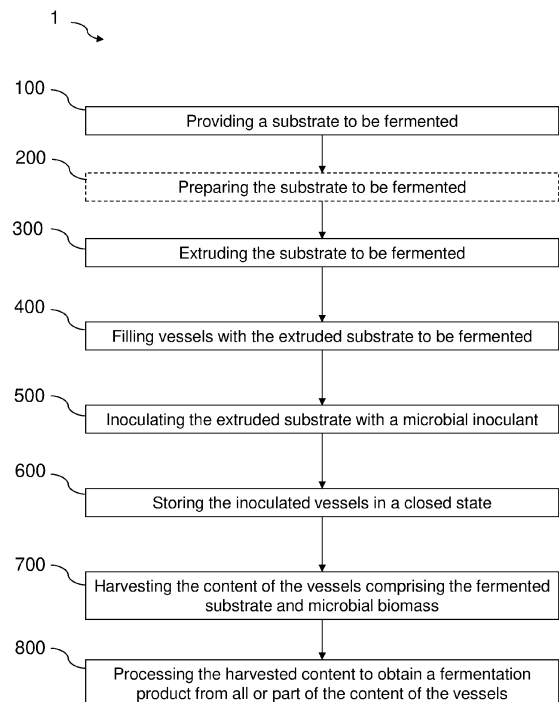 1
100
Providing a substrate to be fermented
200
Preparing the substrate to be fermented
300
Extruding the substrate to be fermented
400
Filling vessels with the extruded substrate to be fermented
500
Inoculating the extruded substrate with a microbial inoculant
600
Storing the inoculated vessels in a closed state
700
Harvesting the content of the vessels comprising the fermented
substrate and microbial biomass
800
Processing the harvested content to obtain a fermentation
product from all or part of the content of the vessels